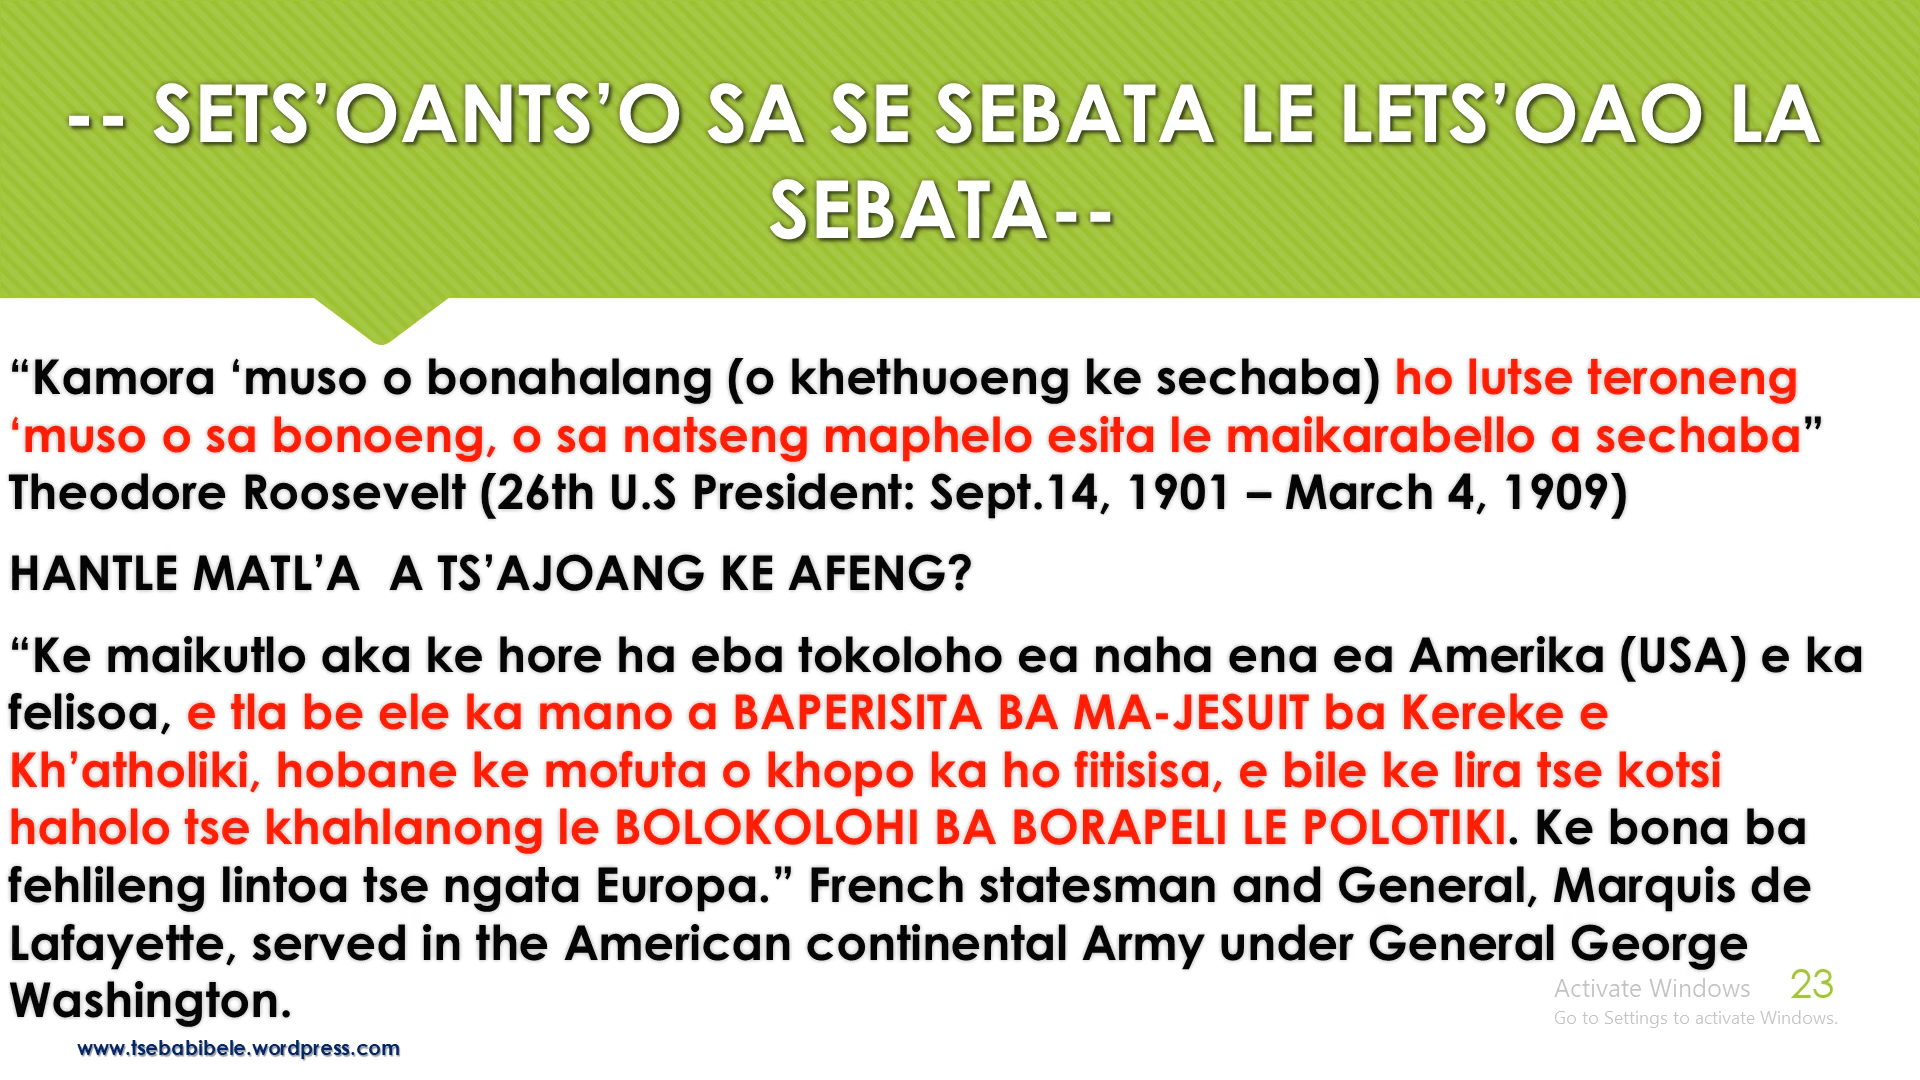 -- SETS’OANTS’O SA SE SEBATA LE LETS’OAO LA
SEBATA--
“Kamora ‘muso o bonahalang (o khethuoeng ke sechaba) ho lutse teroneng
‘muso o sa bonoeng, o sa natseng maphelo esita le maikarabello a sechaba”
Theodore Roosevelt (26th U.S President: Sept.14, 1901 – March 4, 1909)
HANTLE MATL’A A TS’AJOANG KE AFENG?
“Ke maikutlo aka ke hore ha eba tokoloho ea naha ena ea Amerika (USA) e ka
felisoa, e tla be ele ka mano a BAPERISITA BA MA-JESUIT ba Kereke e
Kh’atholiki, hobane ke mofuta o khopo ka ho fitisisa, e bile ke lira tse kotsi
haholo tse khahlanong le BOLOKOLOHI BA BORAPELI LE POLOTIKI. Ke bona ba
fehlileng lintoa tse ngata Europa.” French statesman and General, Marquis de
Lafayette, served in the American continental Army under General George
Washington.
Activate Windows
23
Go to Settings to activate Windows.
www.tsebabibele.wordpress.com